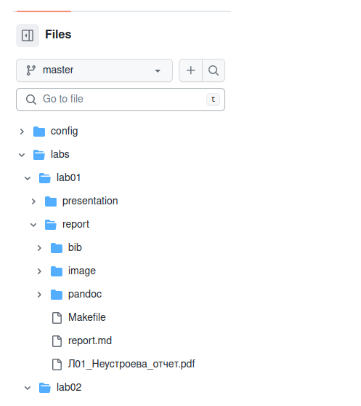 Files
master
Go to file
t
config
labs
lab01
presentation
report
bib
image
pandoc
Makefile
report.md
Л01_Неустроева_отчет.pdf
lab02